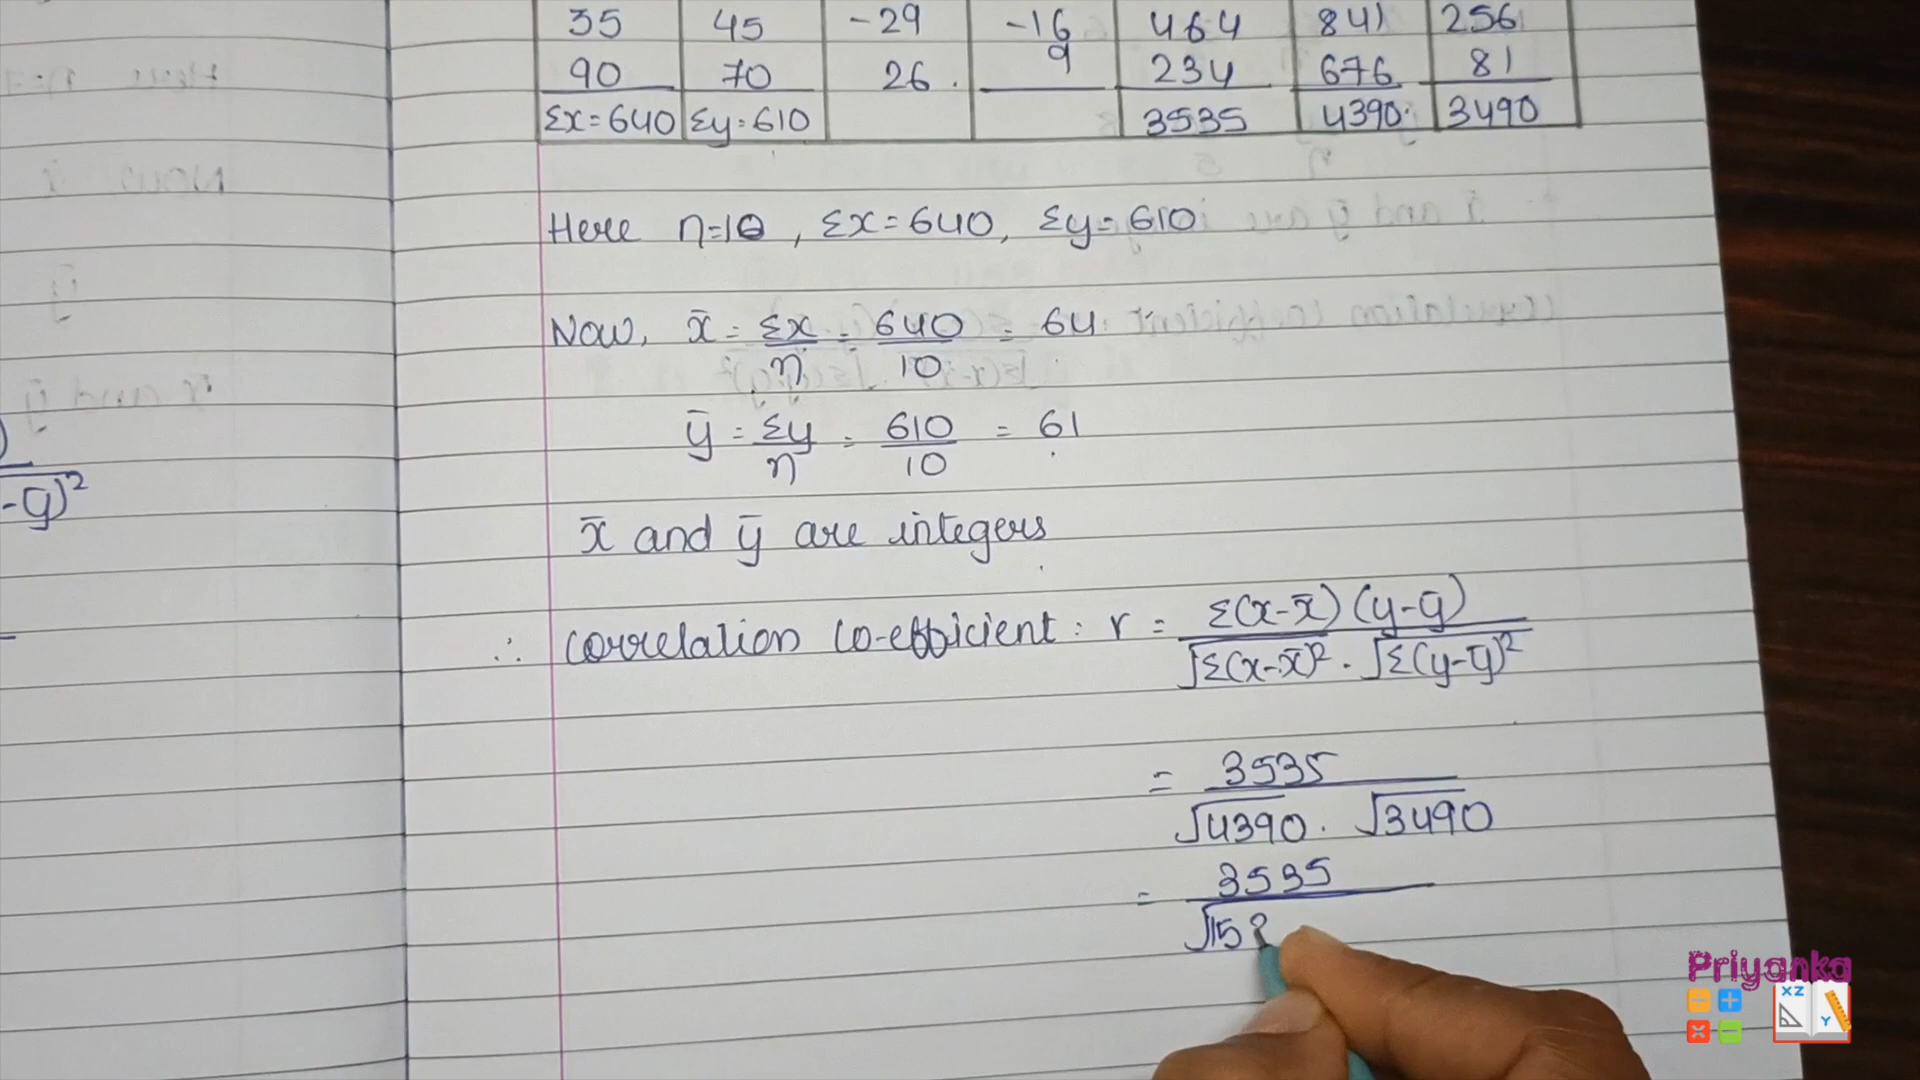 35 45 -29 -16 464 841 256
90 70 26 9 234 676 81
Σx=640 Σy=610 3535 4390 3490
Here n=10, Σx=640, Σy=610
Now, x̄ = Σx/n = 640/10 = 64
ȳ = Σy/n = 610/10 = 61
x̄ and ȳ are integers
∴ correlation co-efficient: r = Σ(x-x̄)(y-ȳ) / √Σ(x-x̄)² · √Σ(y-ȳ)²
= 3535 / √4390 · √3490
= 3535 / √15
-ȳ)²
Priyanka
XZ
Y